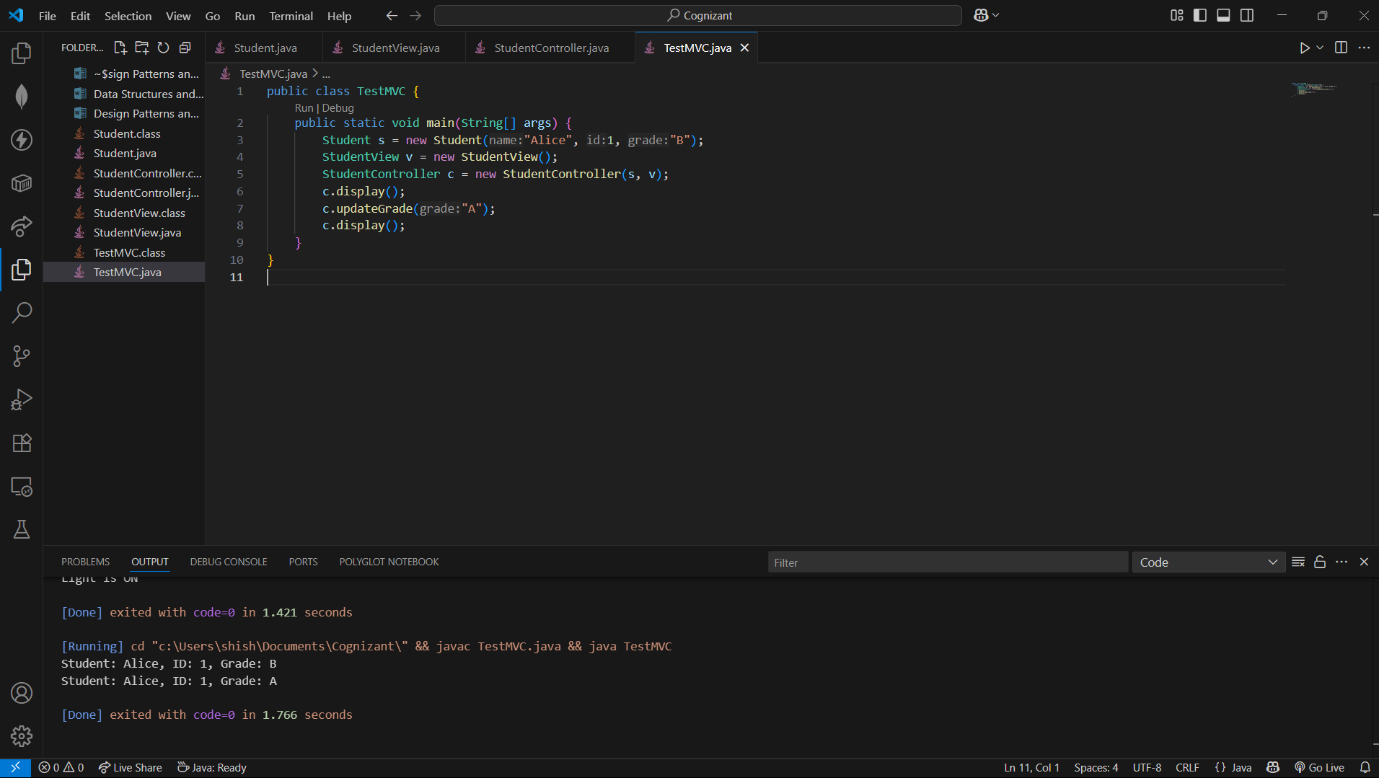 File Edit Selection View Go Run Terminal Help
Cognizant
FOLDER...
Student.java StudentView.java StudentController.java TestMVC.java
~$sign Patterns an...
Data Structures and...
Design Patterns an...
Student.class
Student.java
StudentController.c...
StudentController.j...
StudentView.class
StudentView.java
TestMVC.class
TestMVC.java
TestMVC.java > ...
1 public class TestMVC {
Run | Debug
2 public static void main(String[] args) {
3 Student s = new Student(name:"Alice", id:1, grade:"B");
4 StudentView v = new StudentView();
5 StudentController c = new StudentController(s, v);
6 c.display();
7 c.updateGrade(grade:"A");
8 c.display();
9 }
10 }
11
PROBLEMS OUTPUT DEBUG CONSOLE PORTS POLYGLOT NOTEBOOK
Filter
Code
Light is ON
[Done] exited with code=0 in 1.421 seconds
[Running] cd "c:\Users\shish\Documents\Cognizant\" && javac TestMVC.java && java TestMVC
Student: Alice, ID: 1, Grade: B
Student: Alice, ID: 1, Grade: A
[Done] exited with code=0 in 1.766 seconds
0 0 Live Share Java: Ready
Ln 11, Col 1 Spaces: 4 UTF-8 CRLF {} Java Go Live